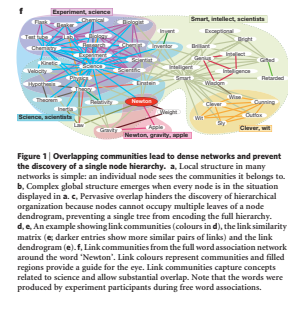 f
Experiment, science
Smart, intellect, scientists
Flask
Beaker
Chemical
Biologist
Test tube
Lab
Biology
Invent
Exceptional
Chemistry
Research
Chemist
Inventor
Brilliant
Bright
Experiment
Scientist
Genius
Intellect
Gifted
Kinetic
Science
Intelligent
Velocity
Scientific
Smart
Intelligence
Retarded
Physics
Hypothesis
Theory
Einstein
Wisdom
Theorem
Relativity
Newton
Wise
Inertia
Clever
Cunning
Science, scientists
Weight
Outfox
Law
Apple
Wit
Sly
Gravity
Clever, wit
Newton, gravity, apple
Figure 1 | Overlapping communities lead to dense networks and prevent
the discovery of a single node hierarchy. a, Local structure in many
networks is simple: an individual node sees the communities it belongs to.
b, Complex global structure emerges when every node is in the situation
displayed in a. c, Pervasive overlap hinders the discovery of hierarchical
organization because nodes cannot occupy multiple leaves of a node
dendrogram, preventing a single tree from encoding the full hierarchy.
d, e, An example showing link communities (colours in d), the link similarity
matrix (e; darker entries show more similar pairs of links) and the link
dendrogram (e). f, Link communities from the full word association network
around the word ‘Newton’. Link colours represent communities and filled
regions provide a guide for the eye. Link communities capture concepts
related to science and allow substantial overlap. Note that the words were
produced by experiment participants during free word associations.